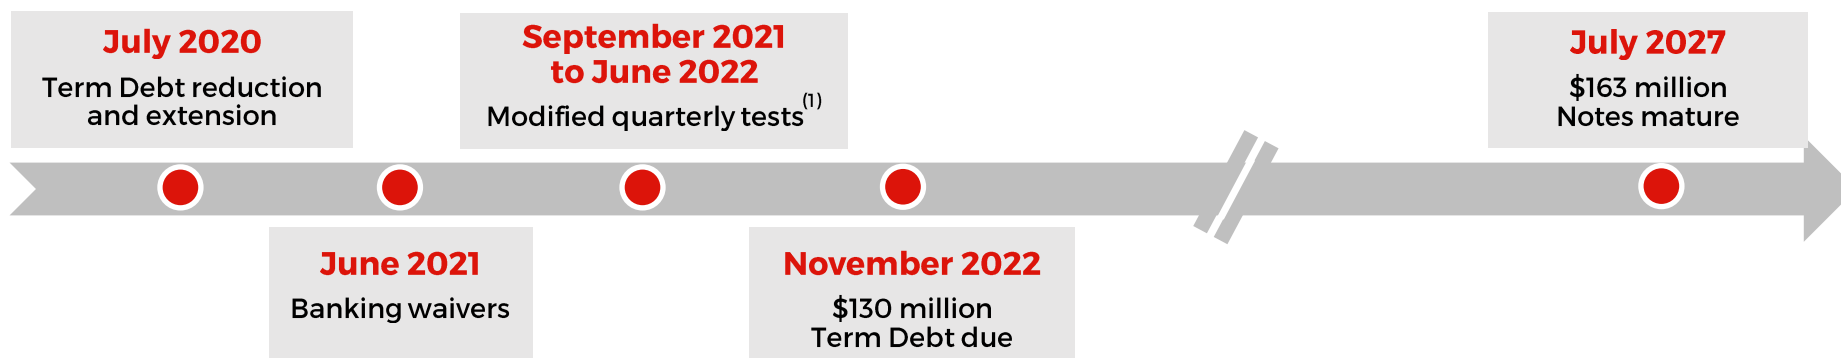 July 2020
Term Debt reduction
and extension
June 2021
Banking waivers
September 2021
to June 2022
Modified quarterly tests(1)
November 2022
$130 million
Term Debt due
July 2027
$163 million
Notes mature